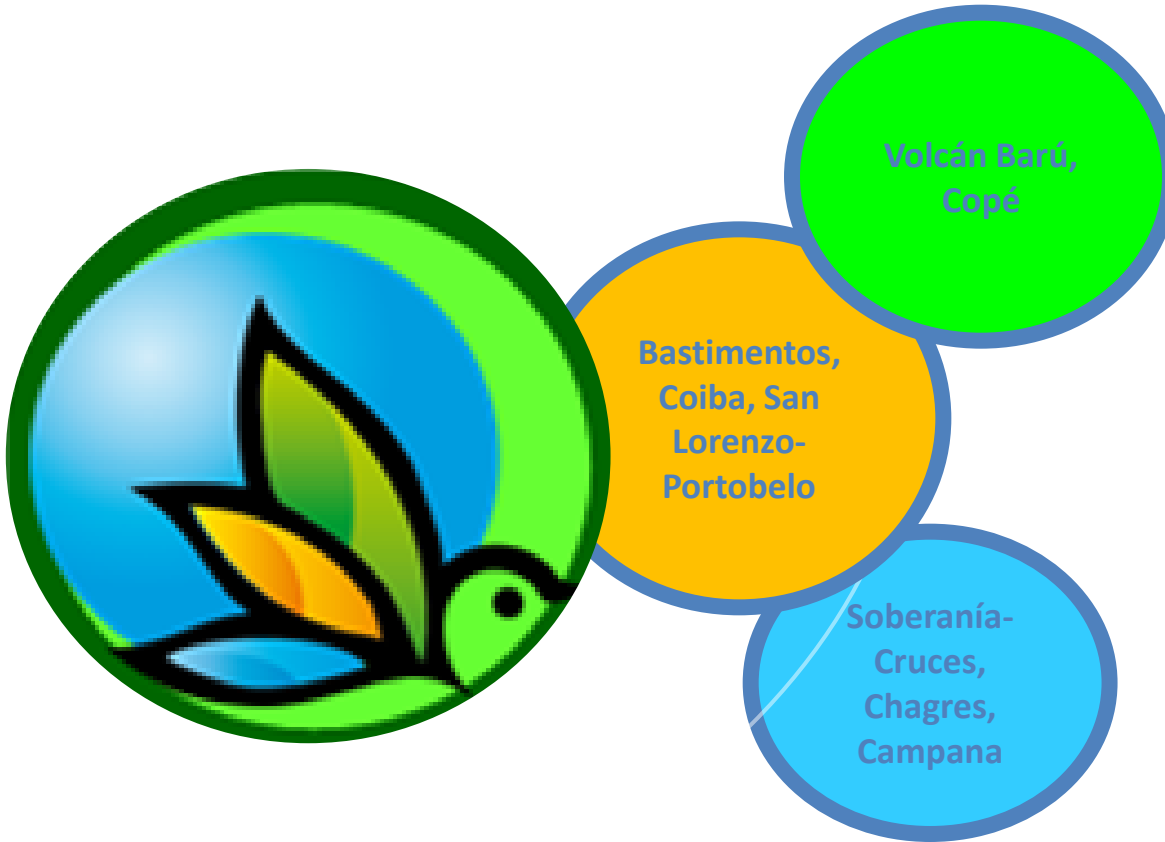 Volcán Barú,
Copé
Bastimentos,
Coiba, San
Lorenzo-
Portobelo
Soberanía-
Cruces,
Chagres,
Campana